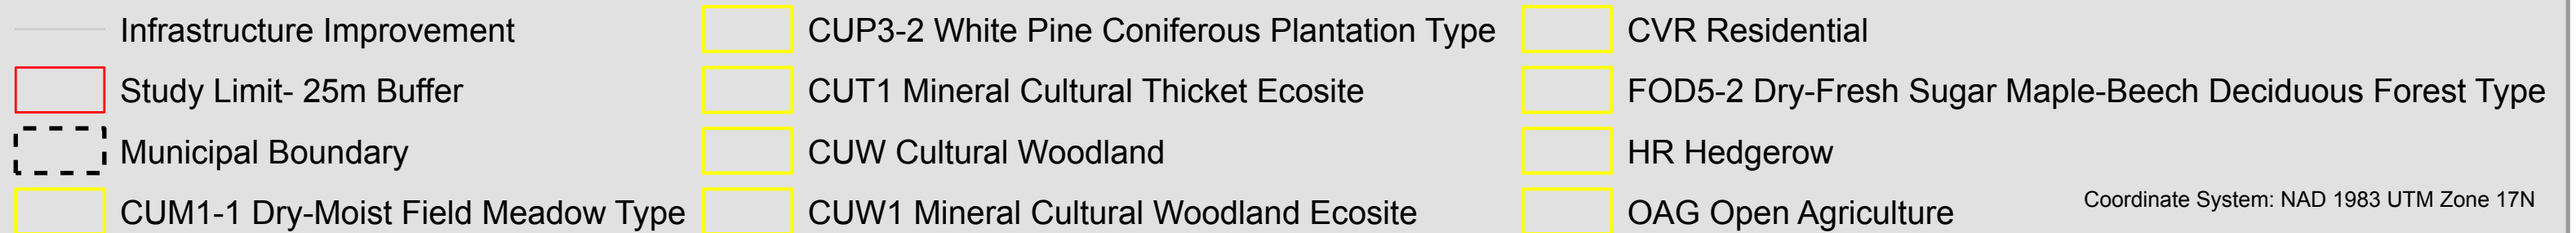 Infrastructure Improvement
Study Limit- 25m Buffer
Municipal Boundary
CUM1-1 Dry-Moist Field Meadow Type
CUP3-2 White Pine Coniferous Plantation Type
CUT1 Mineral Cultural Thicket Ecosite
CUW Cultural Woodland
CUW1 Mineral Cultural Woodland Ecosite
CVR Residential
FOD5-2 Dry-Fresh Sugar Maple-Beech Deciduous Forest Type
HR Hedgerow
OAG Open Agriculture
Coordinate System: NAD 1983 UTM Zone 17N